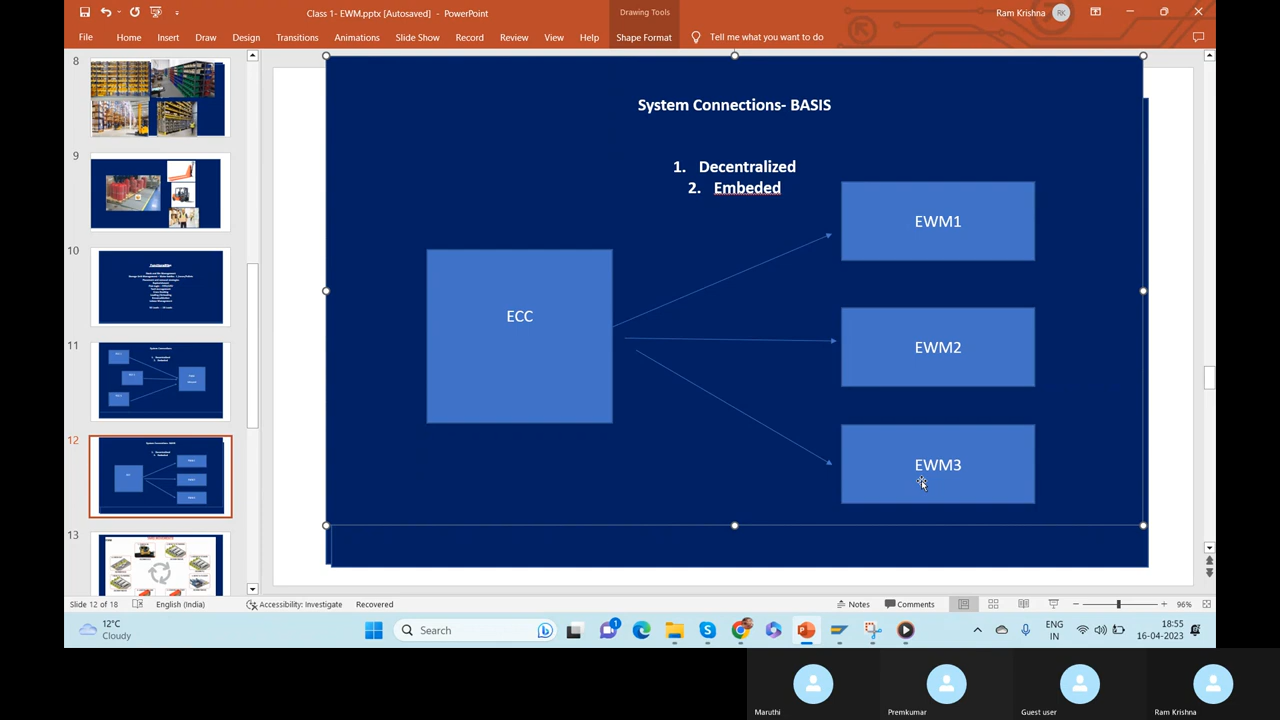 Class 1- EWM.pptx [Autosaved] - PowerPoint
Drawing Tools
Ram Krishna
RK
File
Home
Insert
Draw
Design
Transitions
Animations
Slide Show
Record
Review
View
Help
Shape Format
Tell me what you want to do
8
9
10
11
12
13
System Connections- BASIS
1. Decentralized
2. Embeded
ECC
EWM1
EWM2
EWM3
Slide 12 of 18
English (India)
Accessibility: Investigate
Recovered
Notes
Comments
96%
12°C
Cloudy
Search
1
ENG
IN
18:55
16-04-2023
Maruthi
Premkumar
Guest user
Ram Krishna